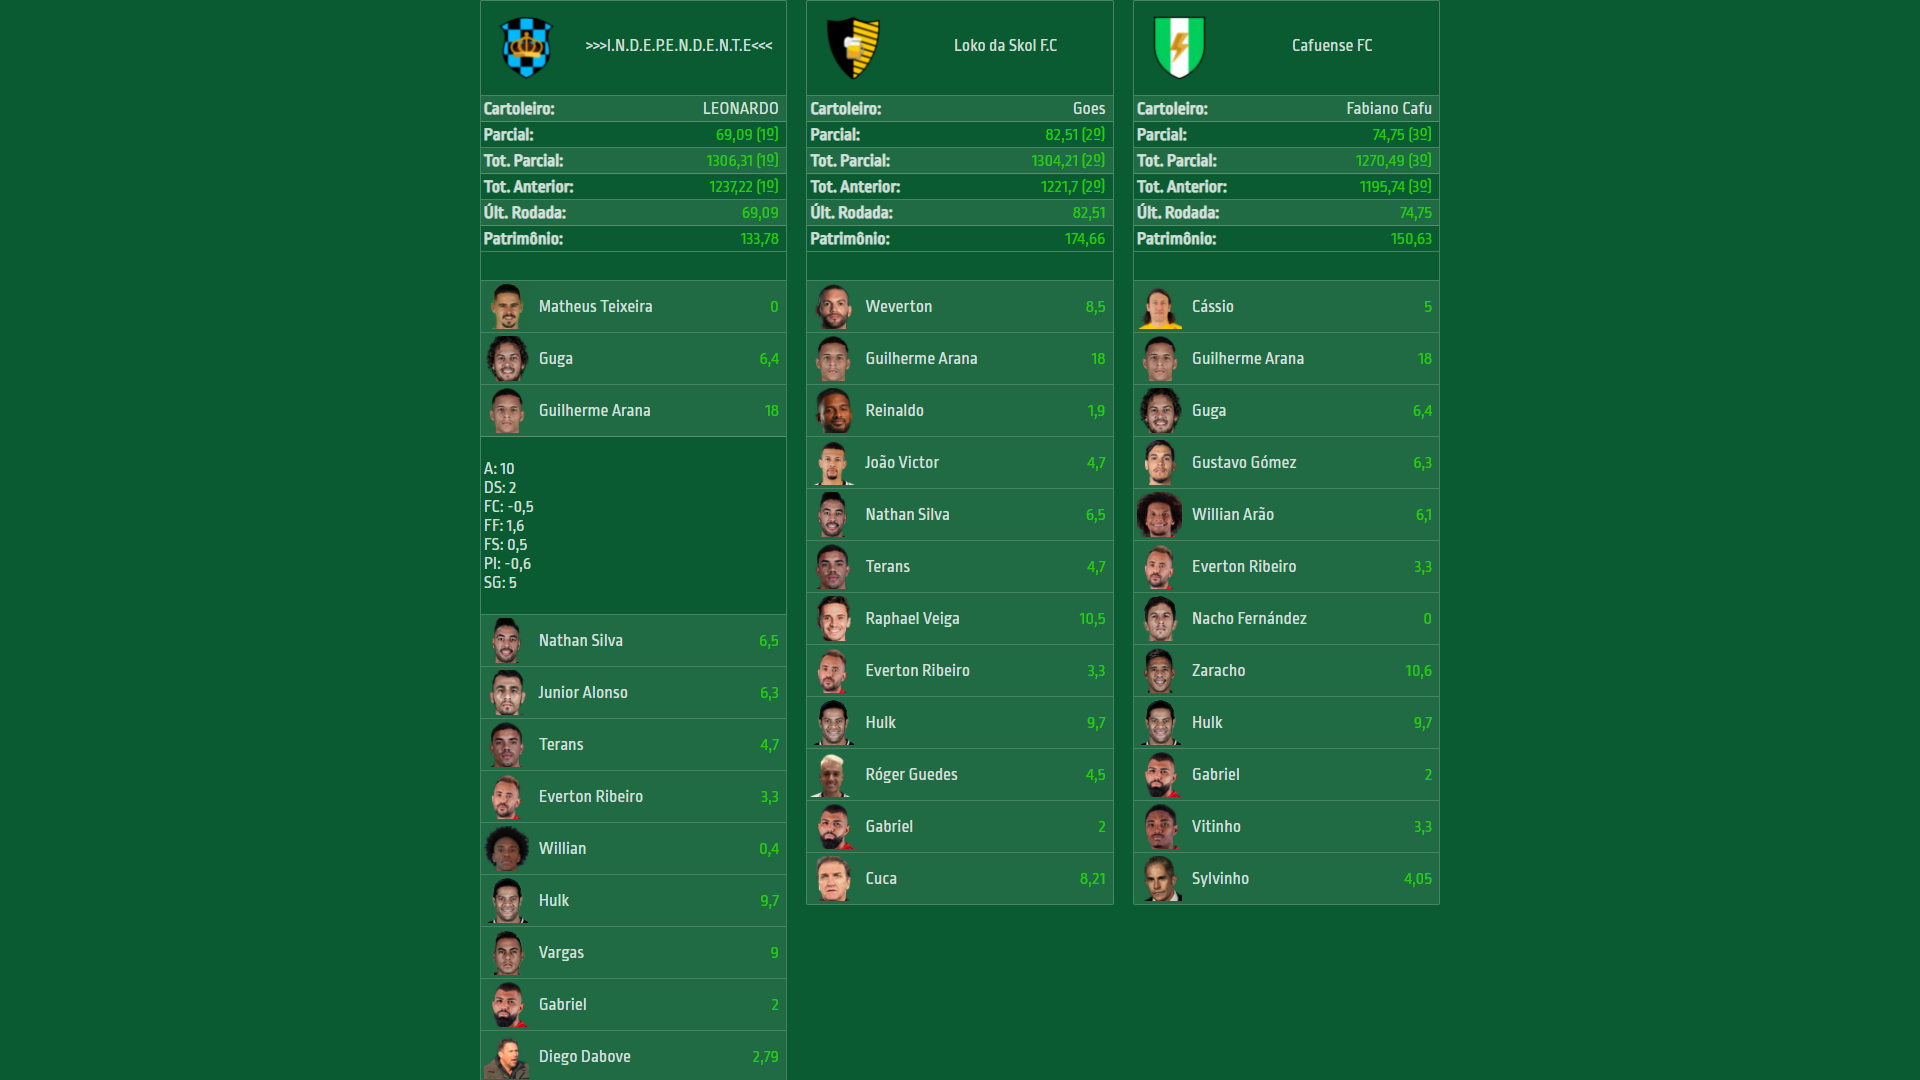 >>>I.N.D.E.P.E.N.D.E.N.T.E<<<
Cartoleiro: LEONARDO
Parcial: 69,09 (1º)
Tot. Parcial: 1306,31 (1º)
Tot. Anterior: 1237,22 (1º)
Últ. Rodada: 69,09
Patrimônio: 133,78
Matheus Teixeira 0
Guga 6,4
Guilherme Arana 18
A: 10
DS: 2
FC: -0,5
FF: 1,6
FS: 0,5
PI: -0,6
SG: 5
Nathan Silva 6,5
Junior Alonso 6,3
Terans 4,7
Everton Ribeiro 3,3
Willian 0,4
Hulk 9,7
Vargas 9
Gabriel 2
Diego Dabove 2,79
Loko da Skol F.C
Cartoleiro: Goes
Parcial: 82,51 (2º)
Tot. Parcial: 1304,21 (2º)
Tot. Anterior: 1221,7 (2º)
Últ. Rodada: 82,51
Patrimônio: 174,66
Weverton 8,5
Guilherme Arana 18
Reinaldo 1,9
João Victor 4,7
Nathan Silva 6,5
Terans 4,7
Raphael Veiga 10,5
Everton Ribeiro 3,3
Hulk 9,7
Róger Guedes 4,5
Gabriel 2
Cuca 8,21
Cafuense FC
Cartoleiro: Fabiano Cafu
Parcial: 74,75 (3º)
Tot. Parcial: 1270,49 (3º)
Tot. Anterior: 1195,74 (3º)
Últ. Rodada: 74,75
Patrimônio: 150,63
Cássio 5
Guilherme Arana 18
Guga 6,4
Gustavo Gómez 6,3
Willian Arão 6,1
Everton Ribeiro 3,3
Nacho Fernández 0
Zaracho 10,6
Hulk 9,7
Gabriel 2
Vitinho 3,3
Sylvinho 4,05